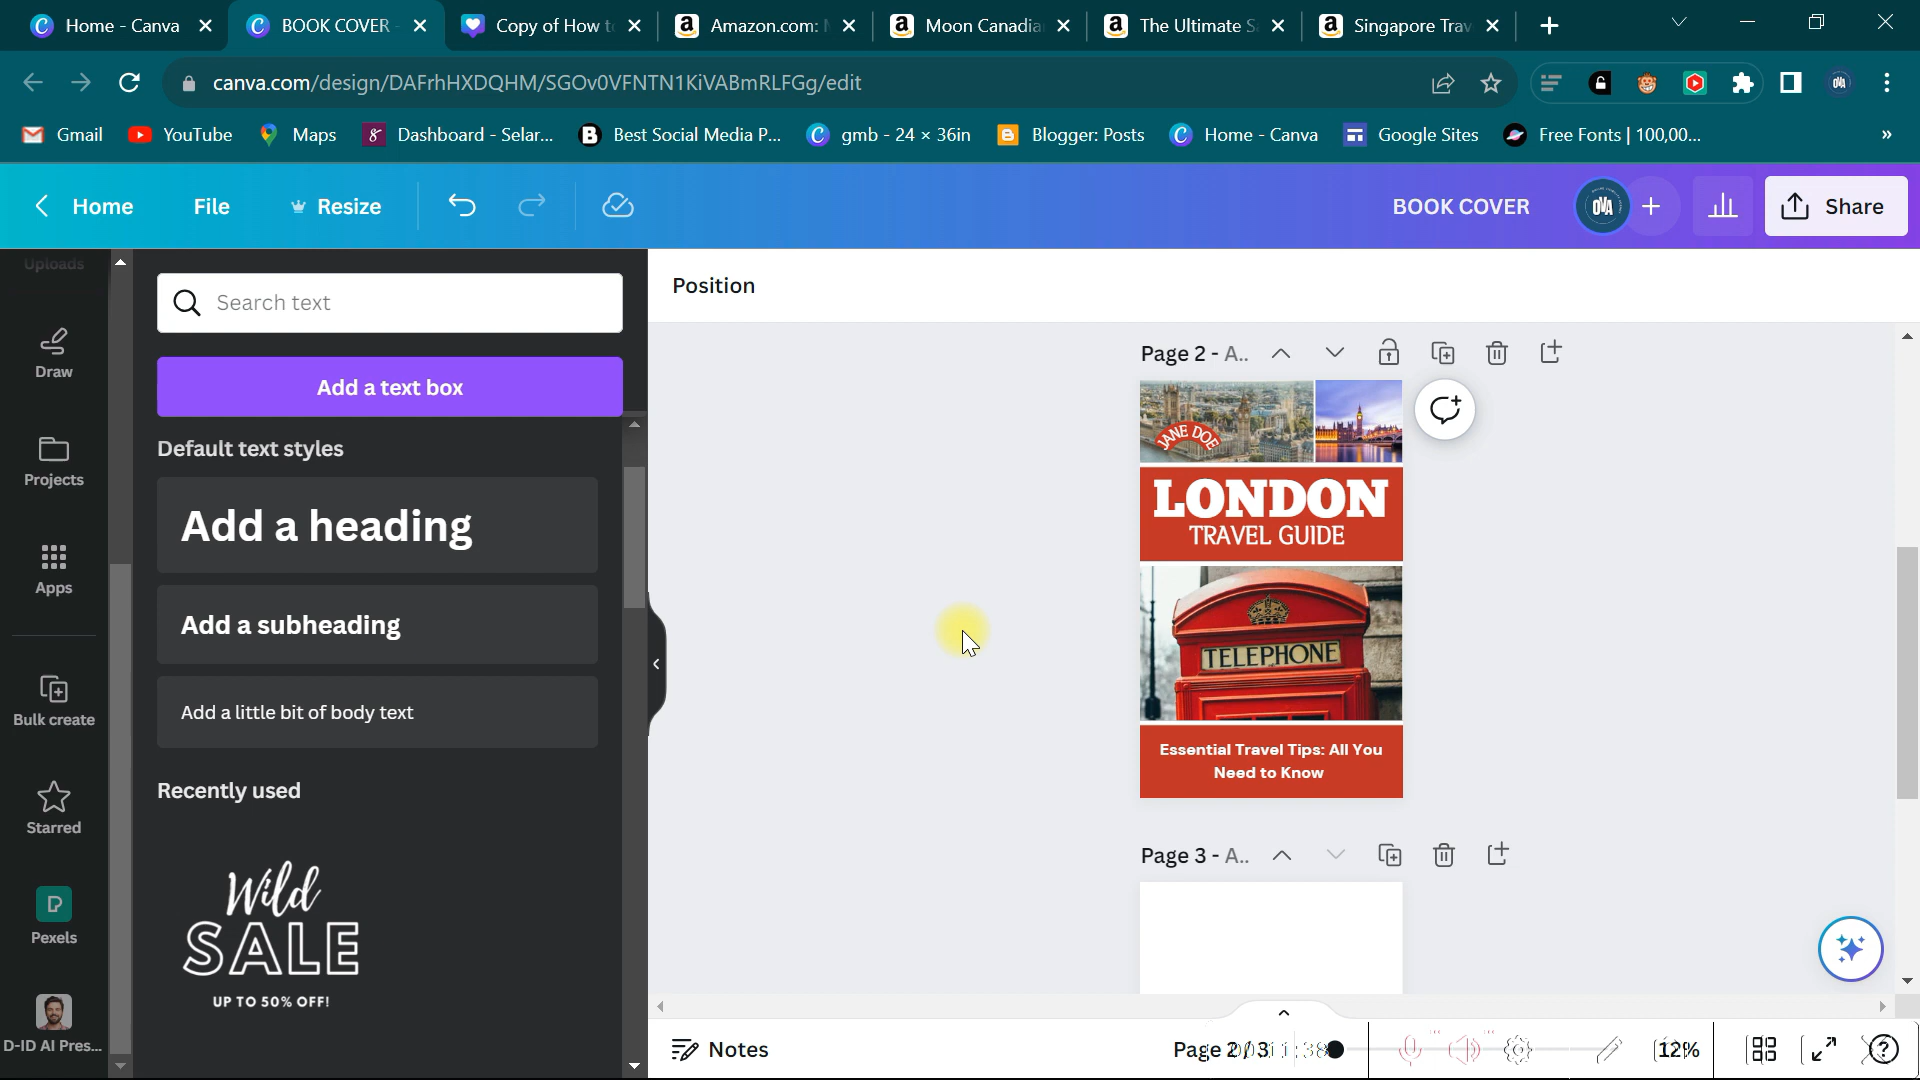 Home - Canva
BOOK COVER -
Copy of How t
Amazon.com:
Moon Canadia
The Ultimate S
Singapore Trav
canva.com/design/DAFrhHXDQHM/SGOv0VFNTN1KiVABmRLFGg/edit
Gmail
YouTube
Maps
Dashboard - Selar...
Best Social Media P...
gmb - 24 × 36in
Blogger: Posts
Home - Canva
Google Sites
Free Fonts | 100,00...
»
Home
File
Resize
BOOK COVER
OVA
Share
Uploads
Draw
Projects
Apps
Bulk create
Starred
Pexels
D-ID AI Pres...
Search text
Add a text box
Default text styles
Add a heading
Add a subheading
Add a little bit of body text
Recently used
Wild
SALE
UP TO 50% OFF!
Position
Page 2 - A..
JANE DOE
LONDON
TRAVEL GUIDE
TELEPHONE
Essential Travel Tips: All You
Need to Know
Page 3 - A..
Notes
Page 2 / 3
12%